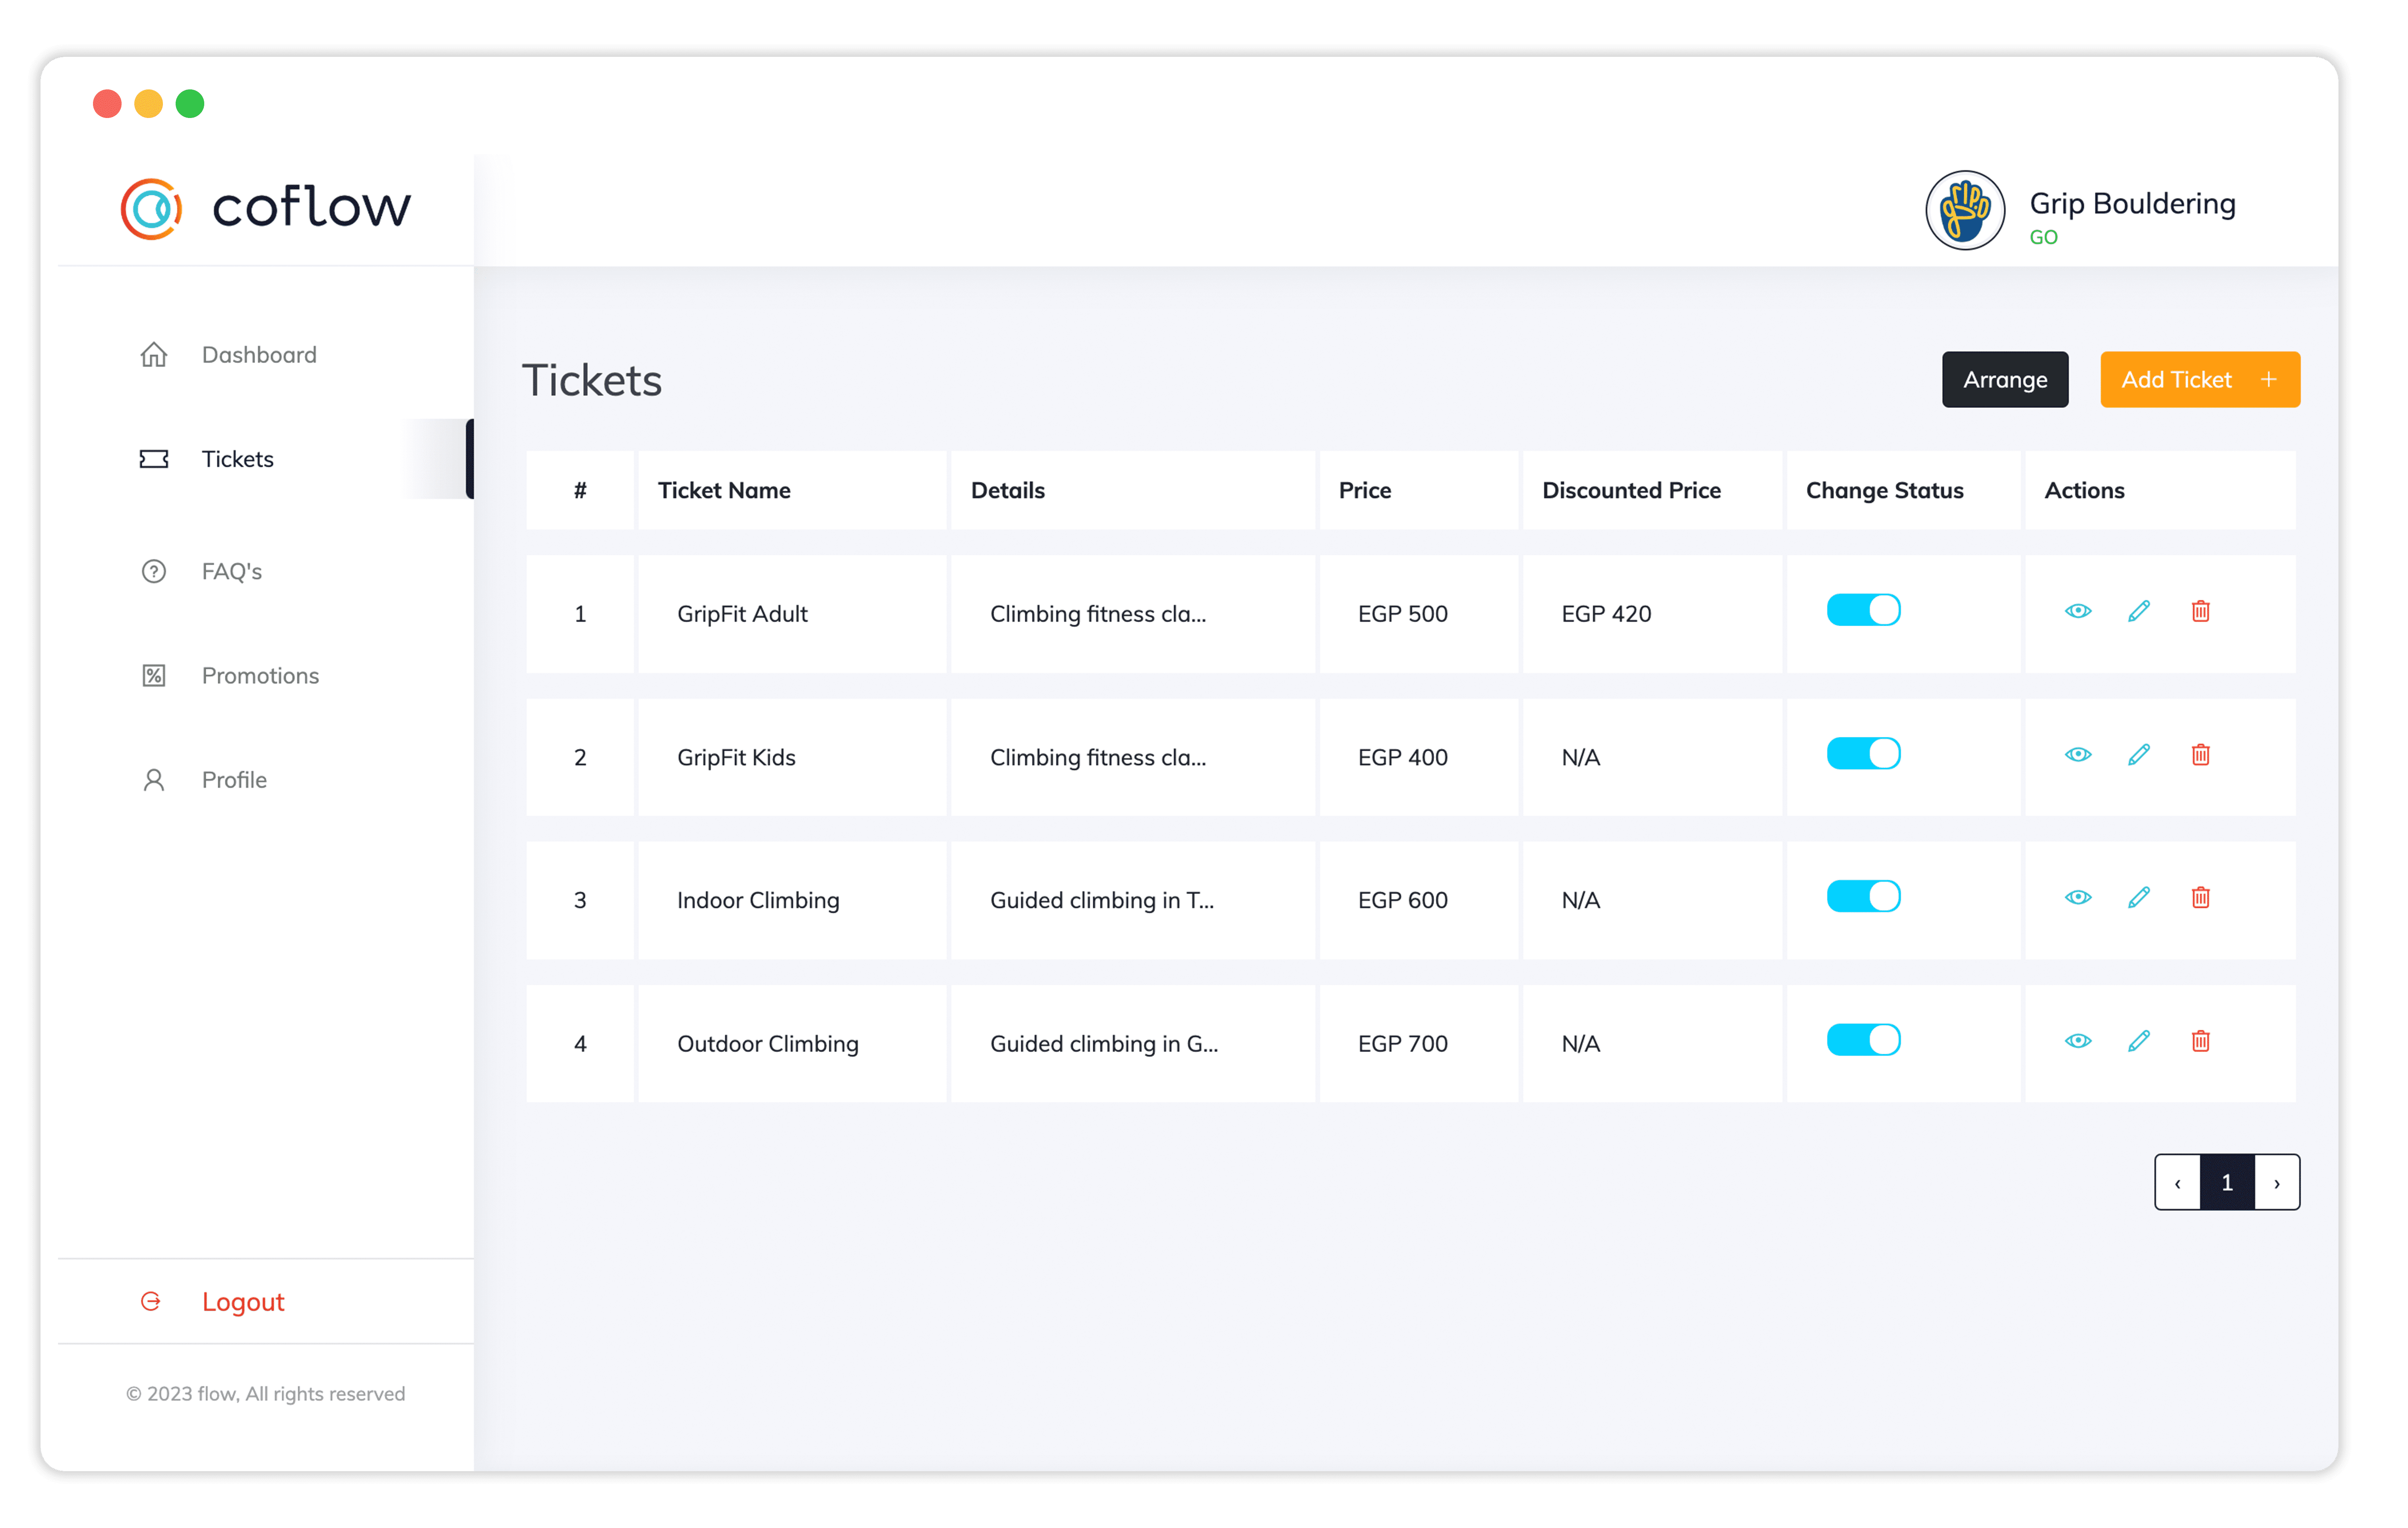 coflow
Grip Bouldering
GO
Dashboard
Tickets
FAQ's
Promotions
Profile
Logout
© 2023 flow, All rights reserved
Tickets
Arrange
Add Ticket +
# Ticket Name Details Price Discounted Price Change Status Actions
1 GripFit Adult Climbing fitness cla... EGP 500 EGP 420
2 GripFit Kids Climbing fitness cla... EGP 400 N/A
3 Indoor Climbing Guided climbing in T... EGP 600 N/A
4 Outdoor Climbing Guided climbing in G... EGP 700 N/A
‹ 1 ›